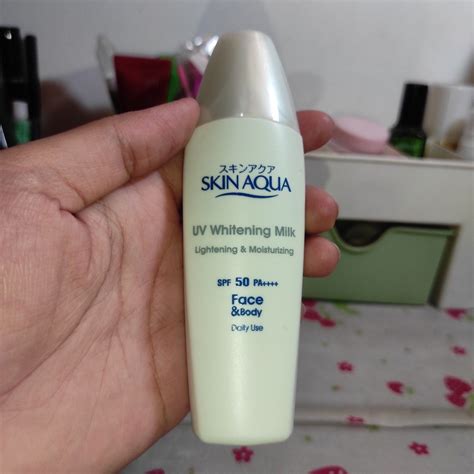 スキンアクア
SKIN AQUA
UV Whitening Milk
Lightening & Moisturizing
SPF 50 PA++++
Face
&Body
Daily Use